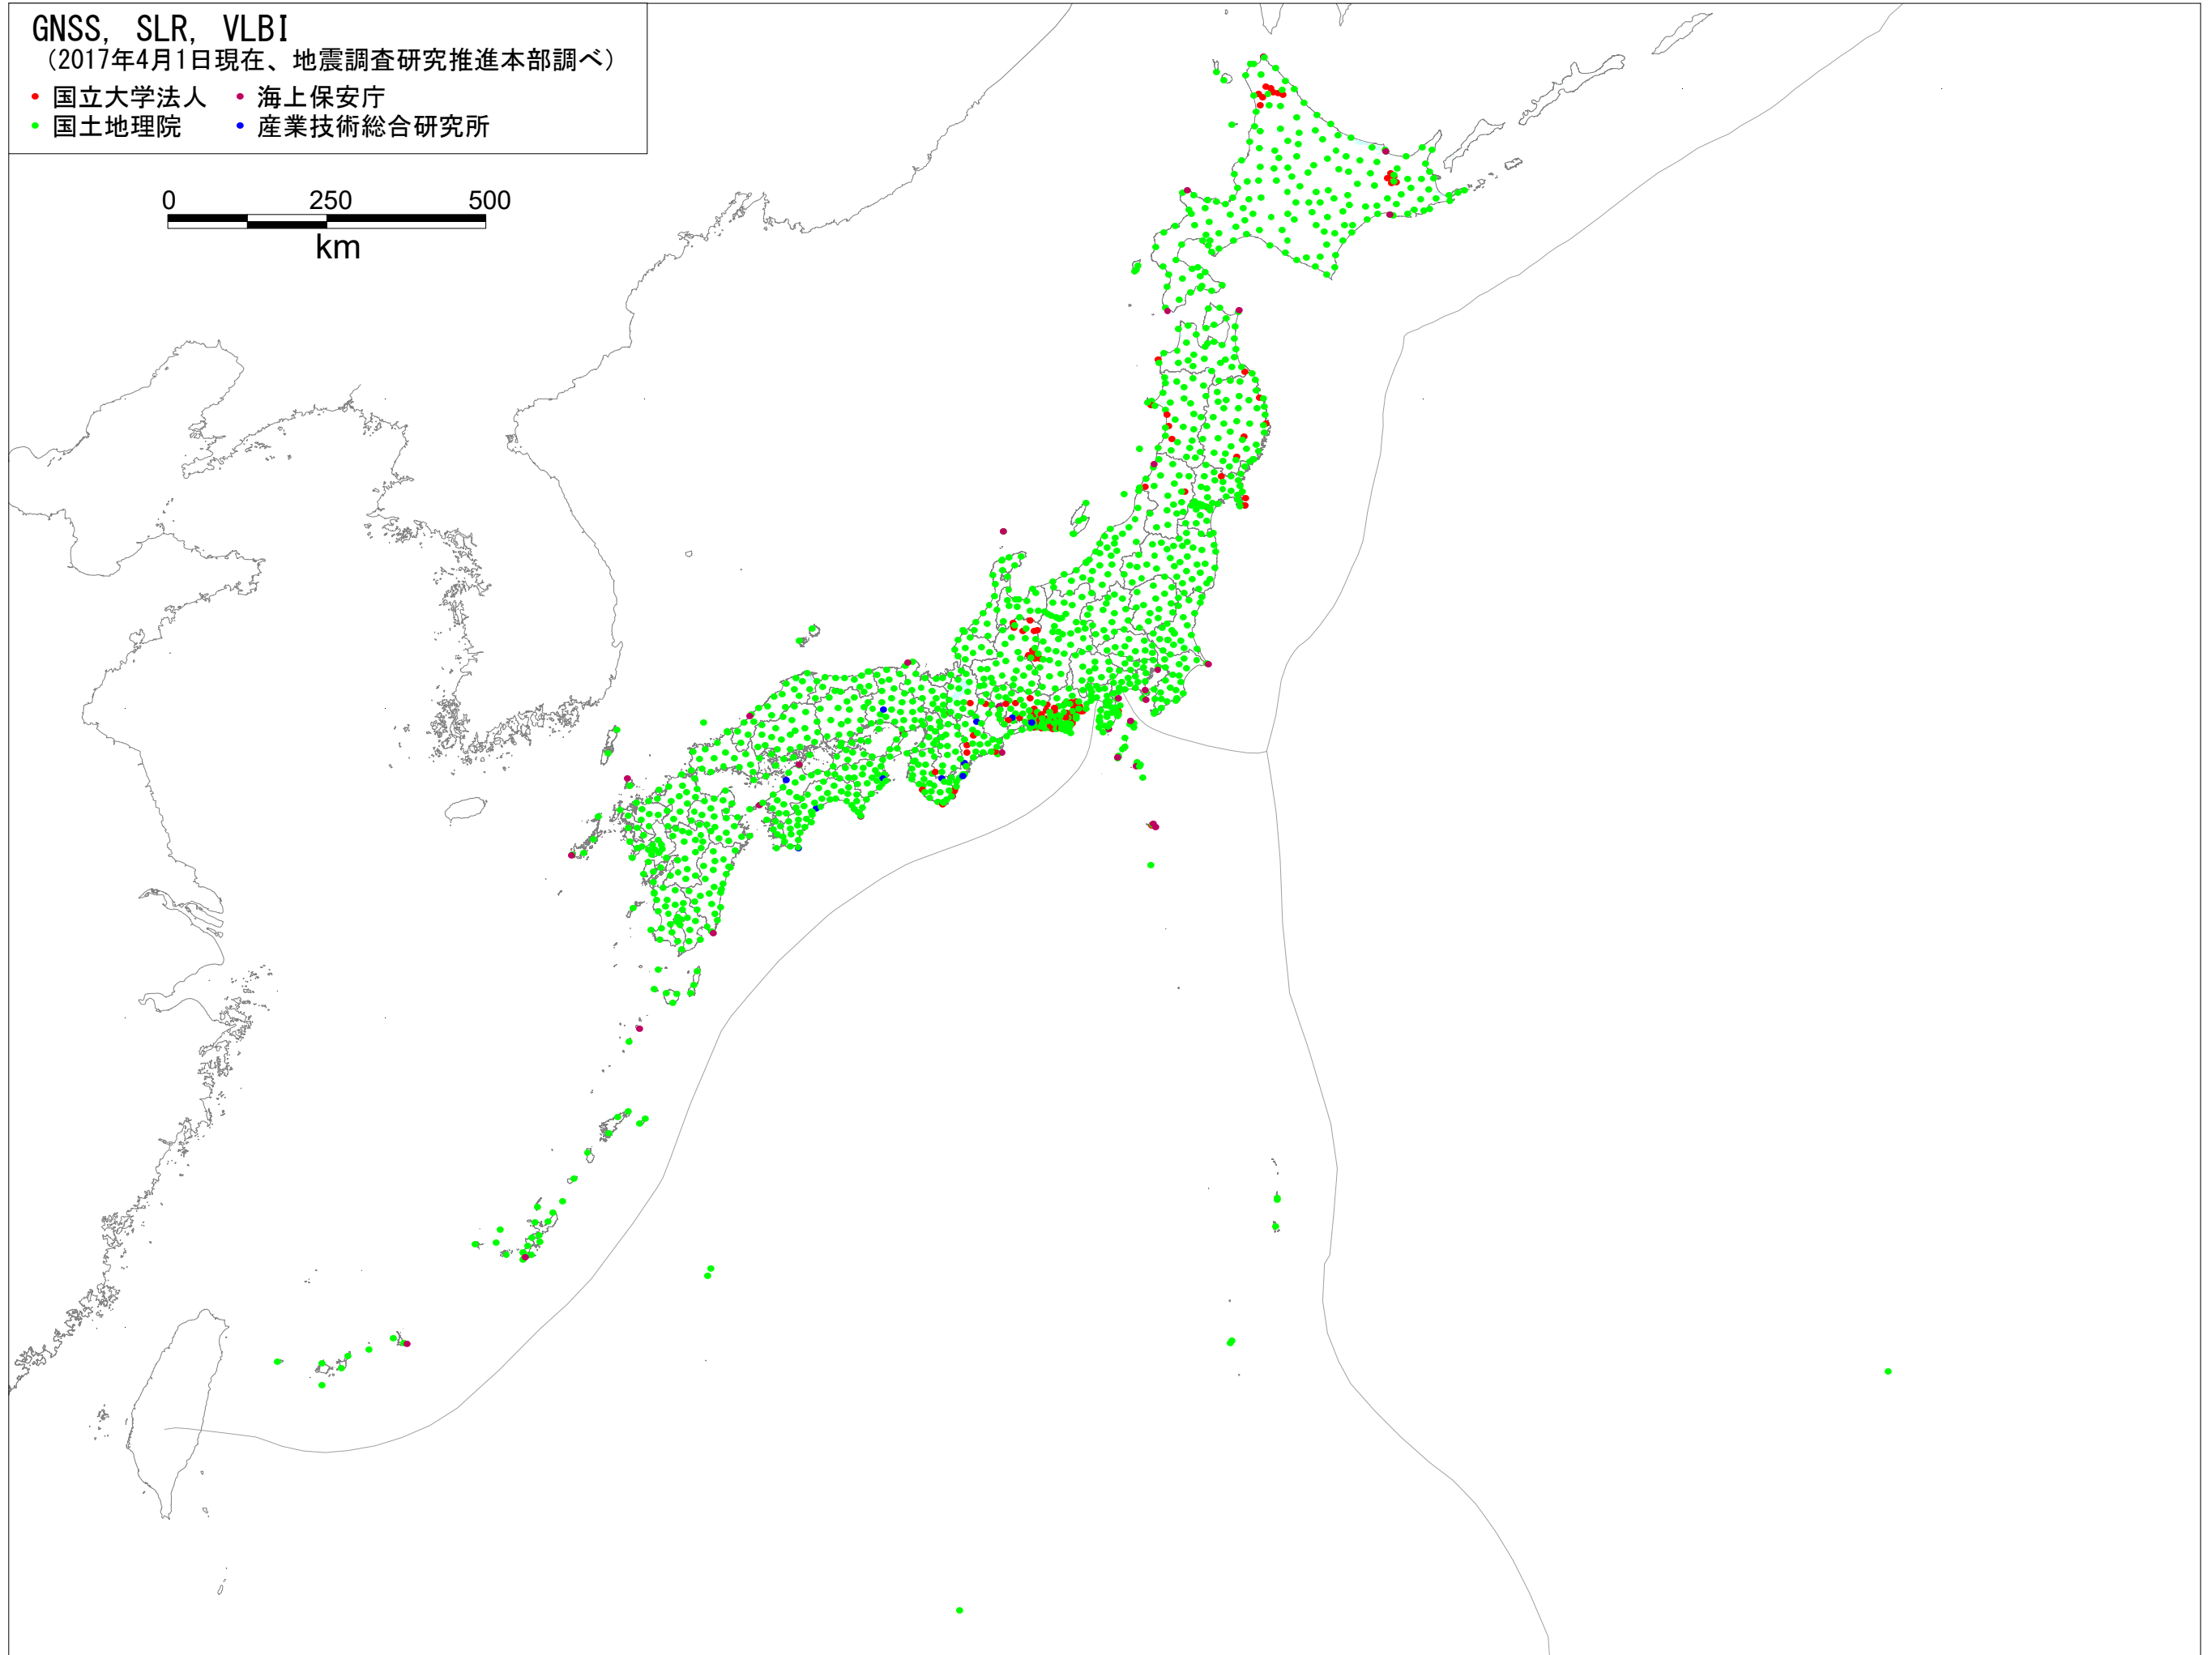 GNSS, SLR, VLBI
（2017年4月1日現在、地震調査研究推進本部調べ）
国立大学法人 海上保安庁
国土地理院 産業技術総合研究所
0 250 500
km